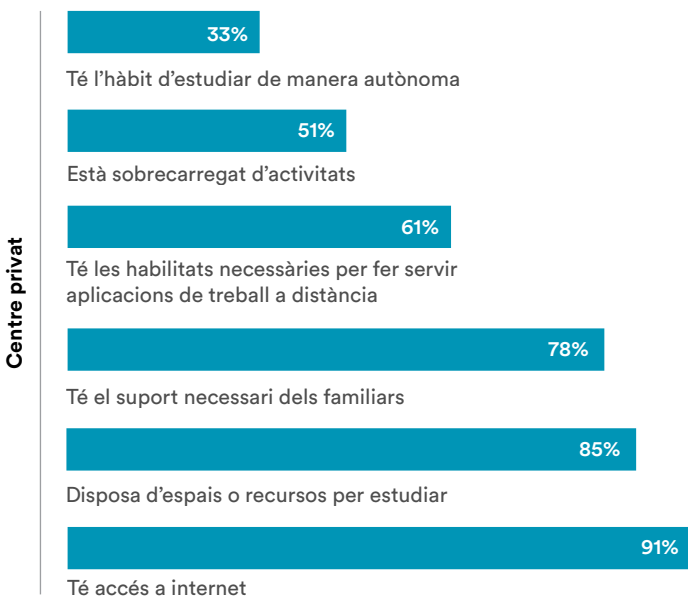 33%
Té l’hàbit d’estudiar de manera autònoma
51%
Està sobrecarregat d’activitats
61%
Té les habilitats necessàries per fer servir
aplicacions de treball a distància
Centre privat
78%
Té el suport necessari dels familiars
85%
Disposa d’espais o recursos per estudiar
91%
Té accés a internet